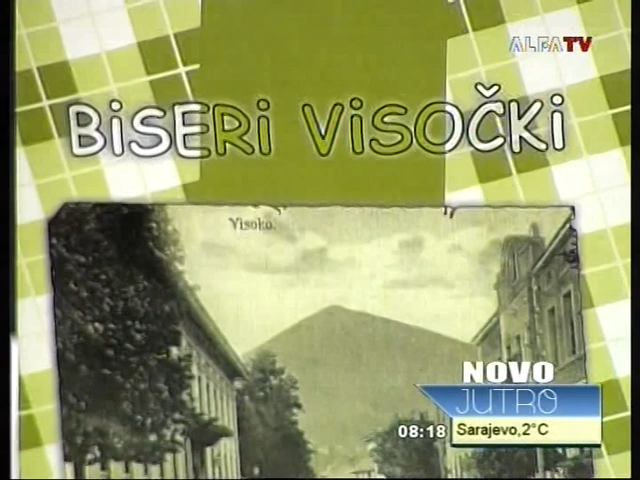 ALFATV
BiSERi ViSOČKi
Visoko.
NOVO
JUTRO
08:18
Sarajevo,2°C